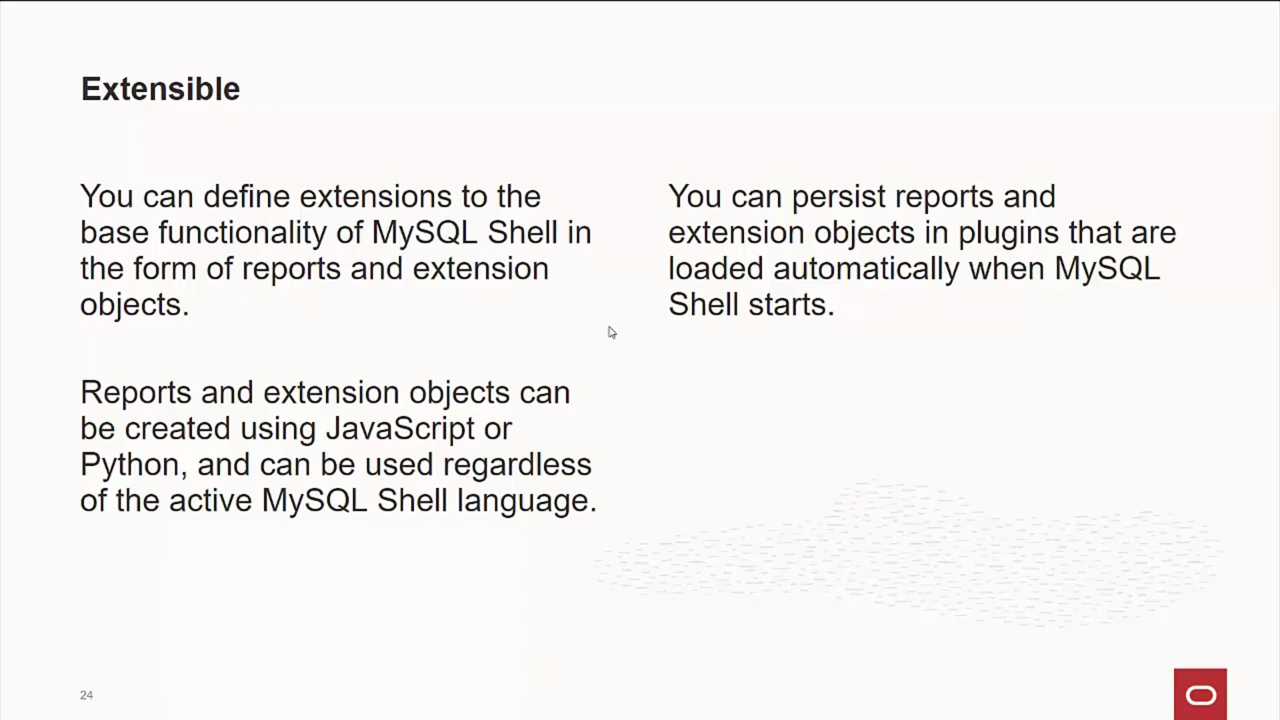 Extensible
You can define extensions to the
base functionality of MySQL Shell in
the form of reports and extension
objects.
Reports and extension objects can
be created using JavaScript or
Python, and can be used regardless
of the active MySQL Shell language.
You can persist reports and
extension objects in plugins that are
loaded automatically when MySQL
Shell starts.
24